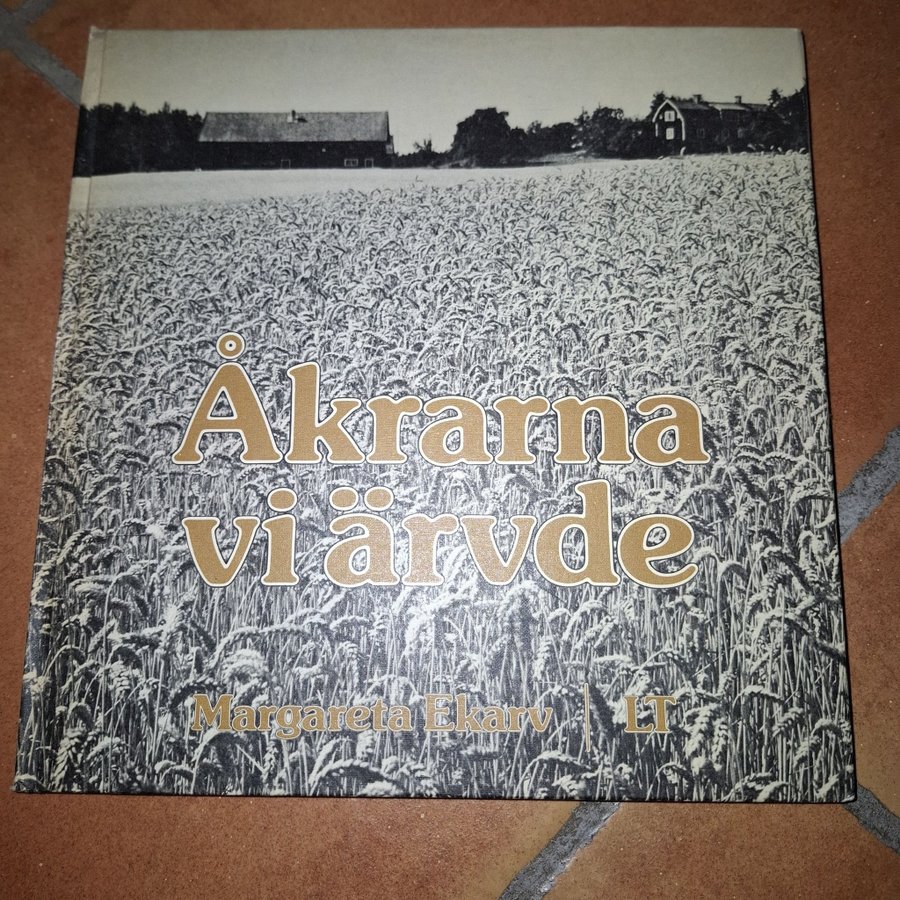 Åkrarna
vi ärvde
Margareta Ekarv | LT